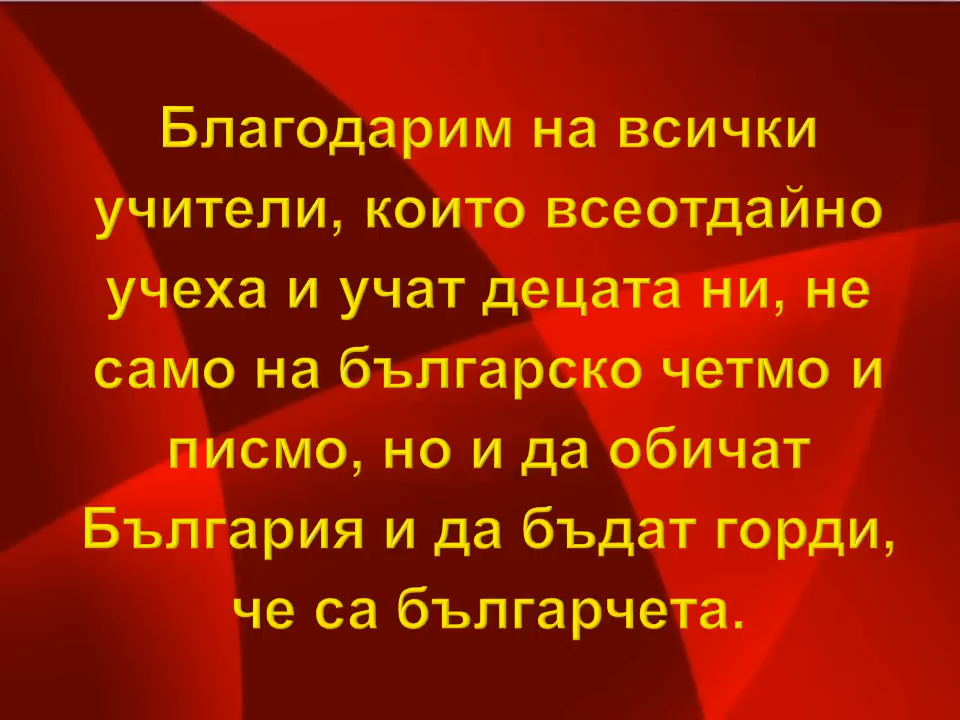 Благодарим на всички
учители, които всеотдайно
учеха и учат децата ни, не
само на българско четмо и
писмо, но и да обичат
България и да бъдат горди,
че са българчета.